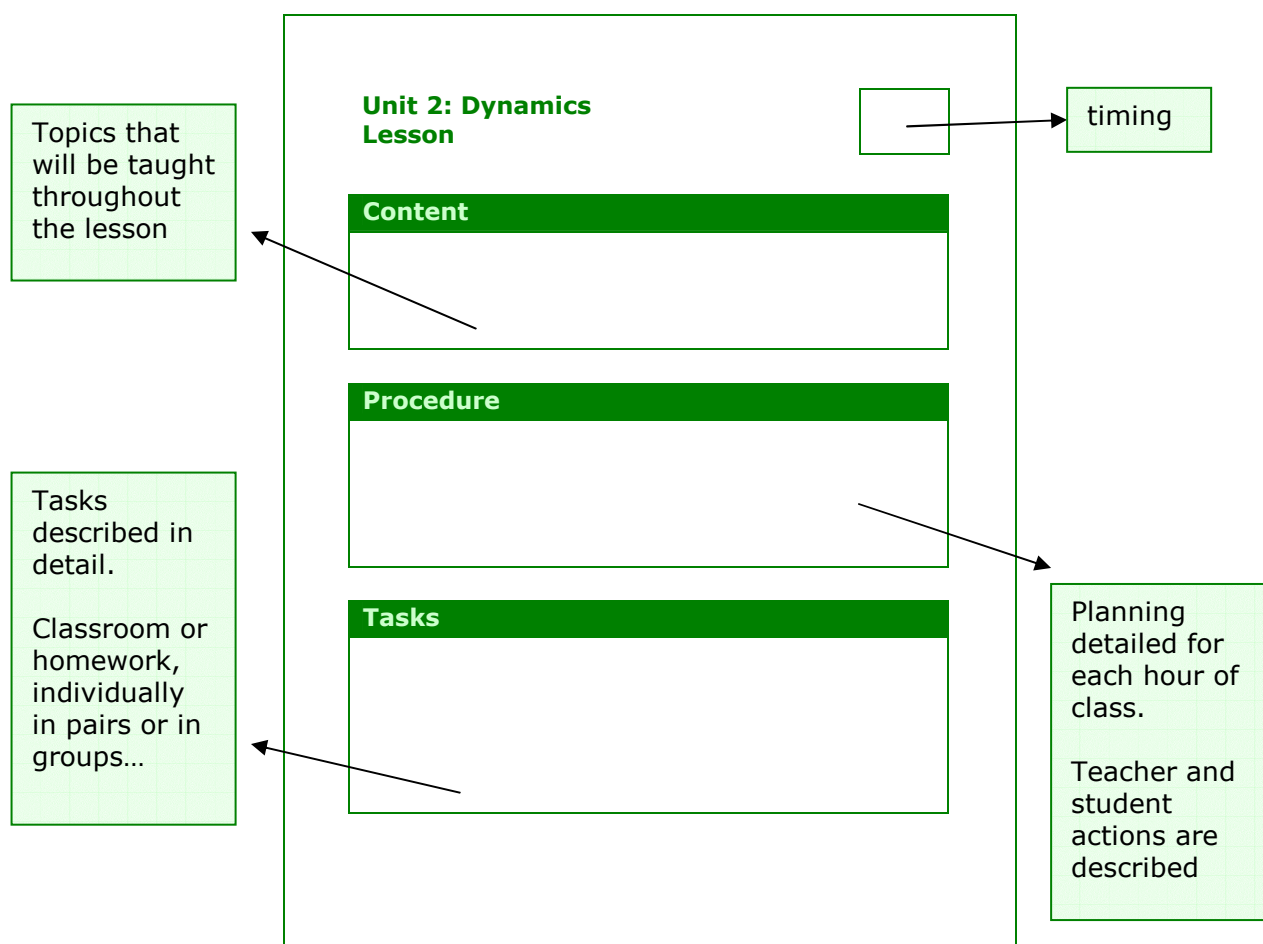 Unit 2: Dynamics
Lesson
timing
Topics that
will be taught
throughout
the lesson
Content
Procedure
Tasks
described in
detail.
Classroom or
homework,
individually
in pairs or in
groups…
Tasks
Planning
detailed for
each hour of
class.
Teacher and
student
actions are
described